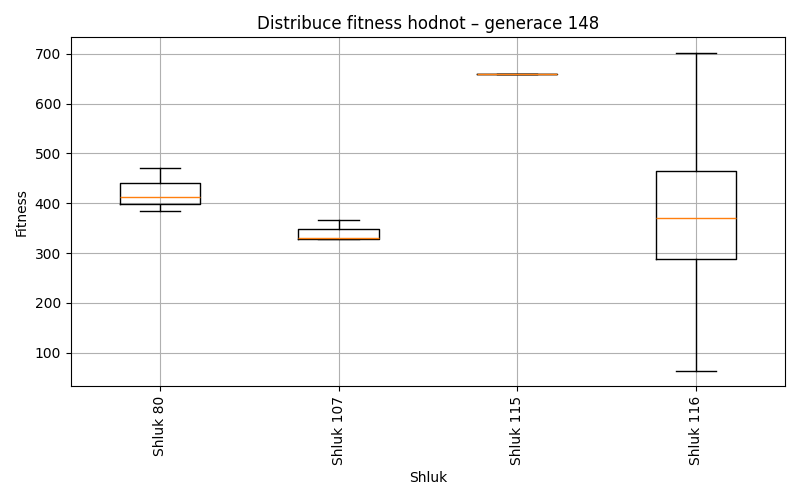 Distribuce fitness hodnot – generace 148
Fitness
700
600
500
400
300
200
100
Shluk 80
Shluk 107
Shluk 115
Shluk 116
Shluk